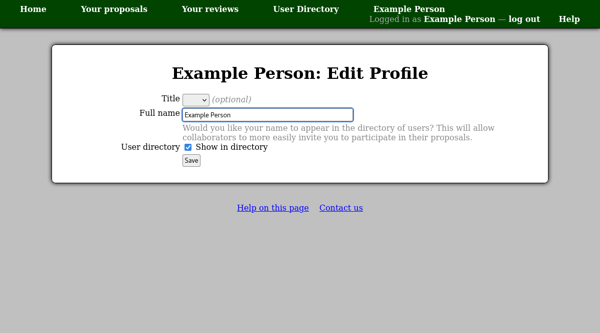 Home Your proposals Your reviews User Directory Example Person
Logged in as Example Person — log out Help
Example Person: Edit Profile
Title (optional)
Full name Example Person
Would you like your name to appear in the directory of users? This will allow
collaborators to more easily invite you to participate in their proposals.
User directory Show in directory
Save
Help on this page Contact us